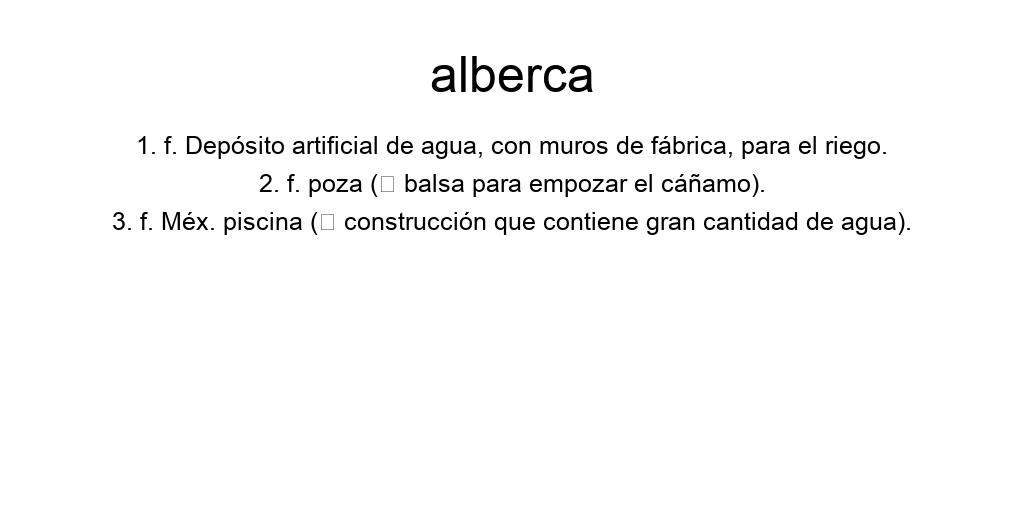 alberca
1. f. Depósito artificial de agua, con muros de fábrica, para el riego.
2. f. poza (□ balsa para empozar el cáñamo).
3. f. Méx. piscina (□ construcción que contiene gran cantidad de agua).